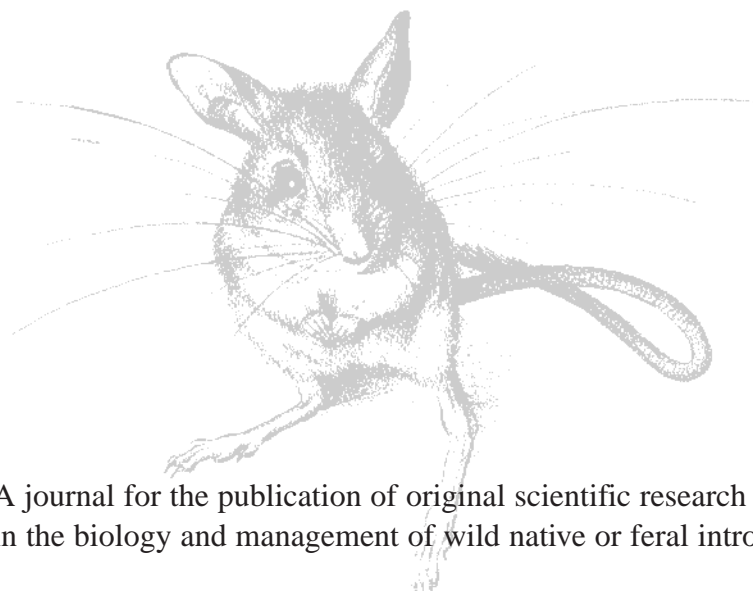 A journal for the publication of original scientific research
in the biology and management of wild native or feral intro